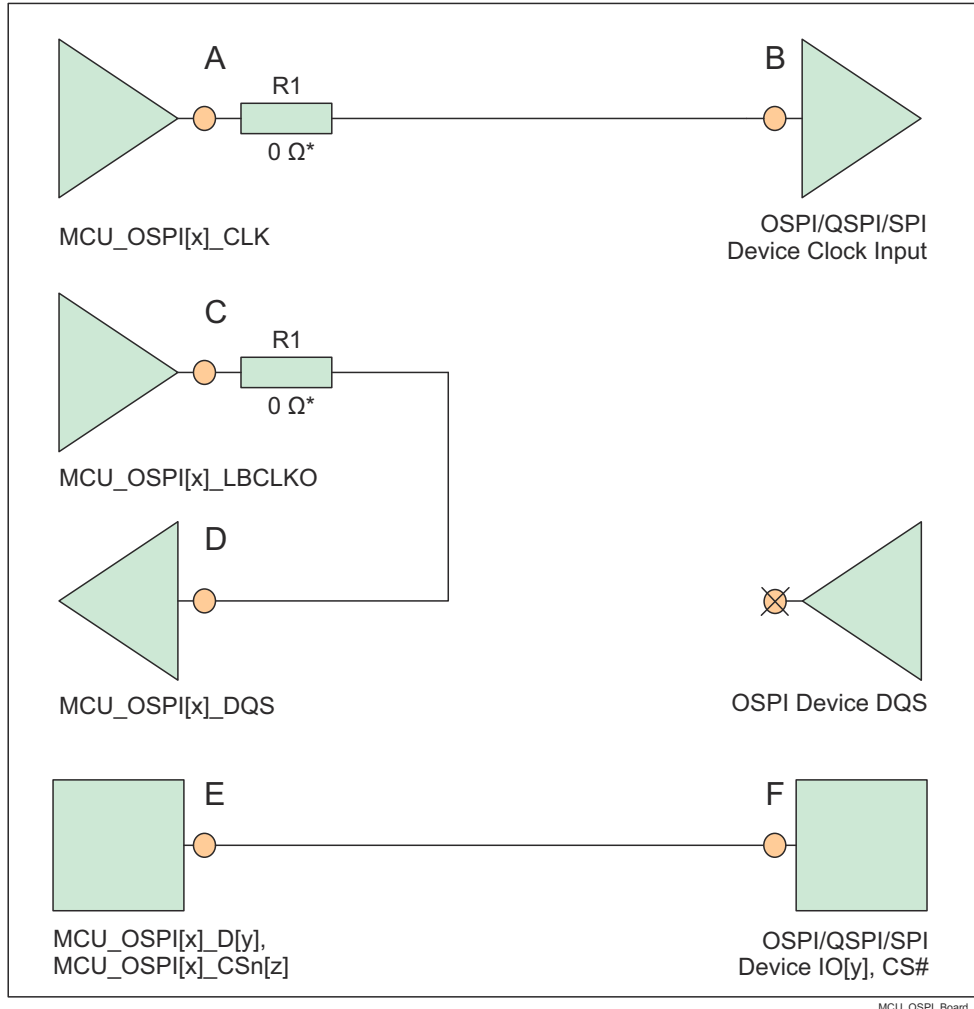 A
B
R1
0 Ω*
MCU_OSPI[x]_CLK
OSPI/QSPI/SPI
Device Clock Input
C
R1
0 Ω*
MCU_OSPI[x]_LBCLKO
D
MCU_OSPI[x]_DQS
OSPI Device DQS
E
F
MCU_OSPI[x]_D[y],
MCU_OSPI[x]_CSn[z]
OSPI/QSPI/SPI
Device IO[y], CS#
MCU_OSPI_Board